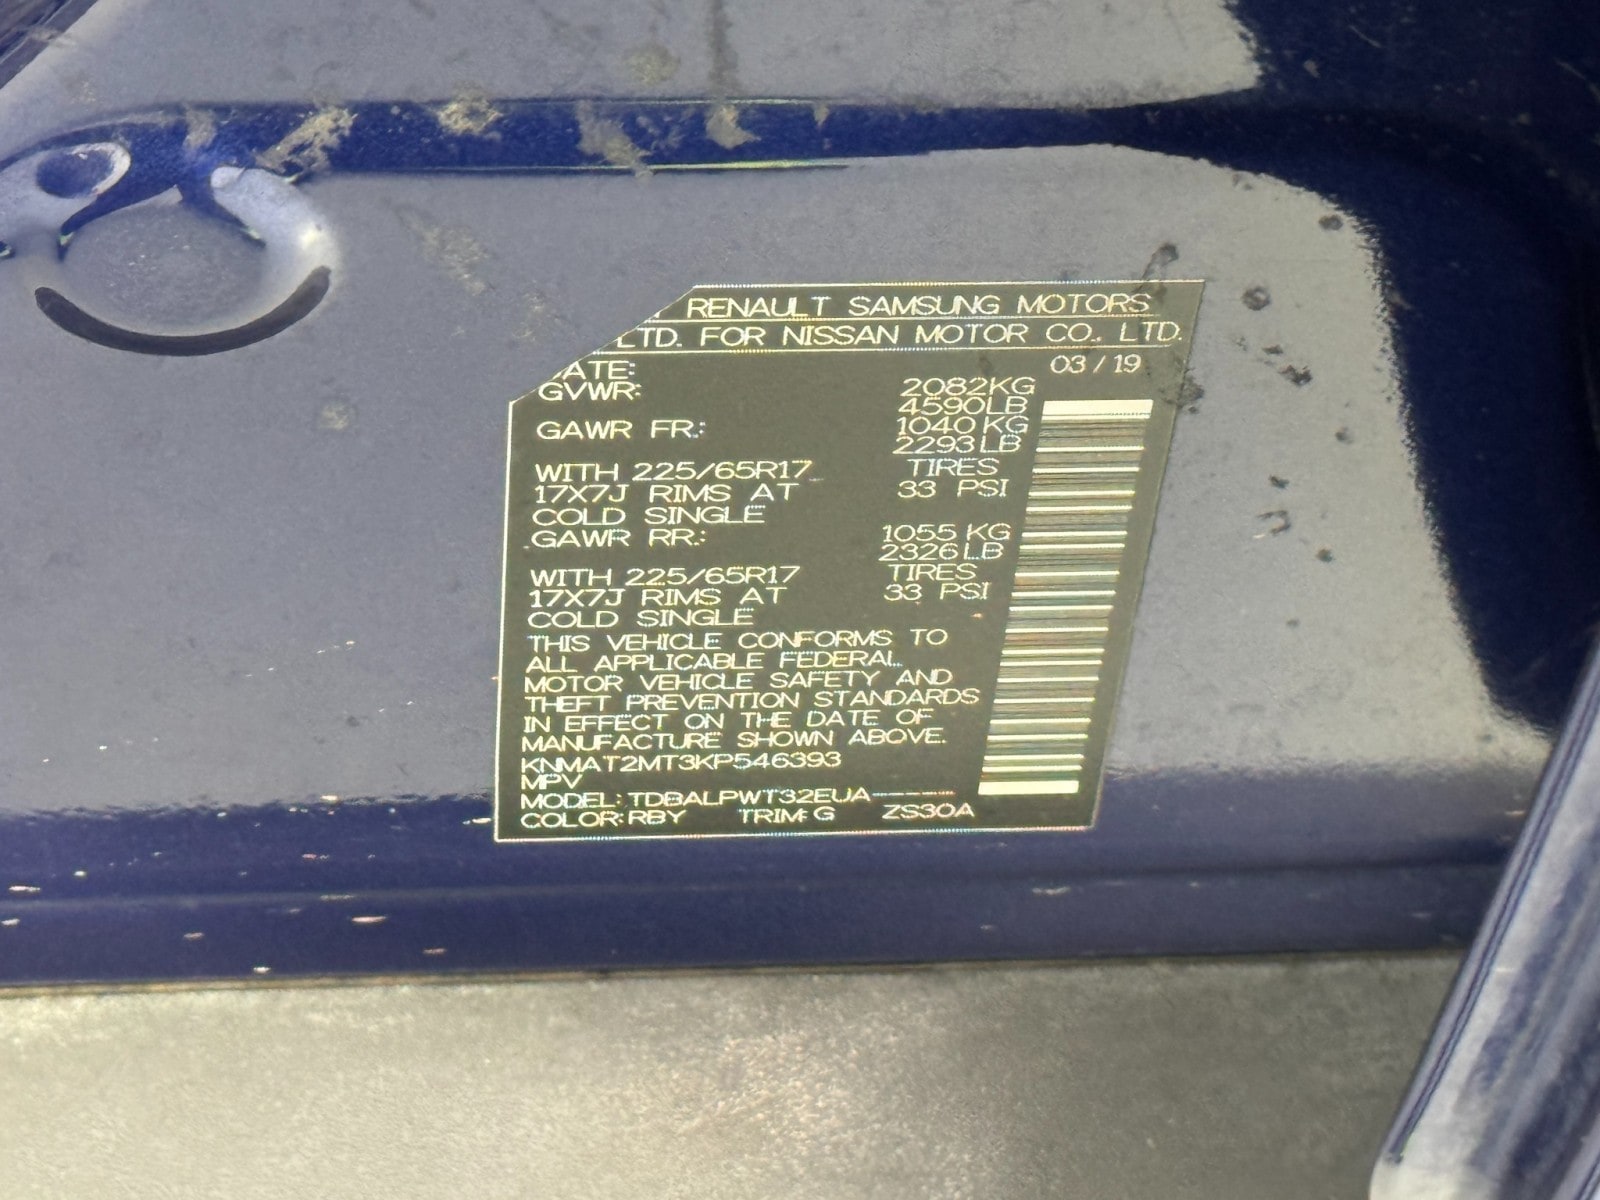 RENAULT SAMSUNG MOTORS
LTD. FOR NISSAN MOTOR CO., LTD.
DATE: 03 / 19
GVWR: 2082KG
4590LB
GAWR FR.: 1040 KG
2293 LB
WITH 225/65R17 TIRES
17X7J RIMS AT 33 PSI
COLD SINGLE
GAWR RR.: 1055 KG
2326 LB
WITH 225/65R17 TIRES
17X7J RIMS AT 33 PSI
COLD SINGLE
THIS VEHICLE CONFORMS TO
ALL APPLICABLE FEDERAL
MOTOR VEHICLE SAFETY AND
THEFT PREVENTION STANDARDS
IN EFFECT ON THE DATE OF
MANUFACTURE SHOWN ABOVE.
KNMAT2MT3KP546393
MPV
MODEL: TDBALPWT32EUA-----
COLOR: RBY TRIM: G ZS30A